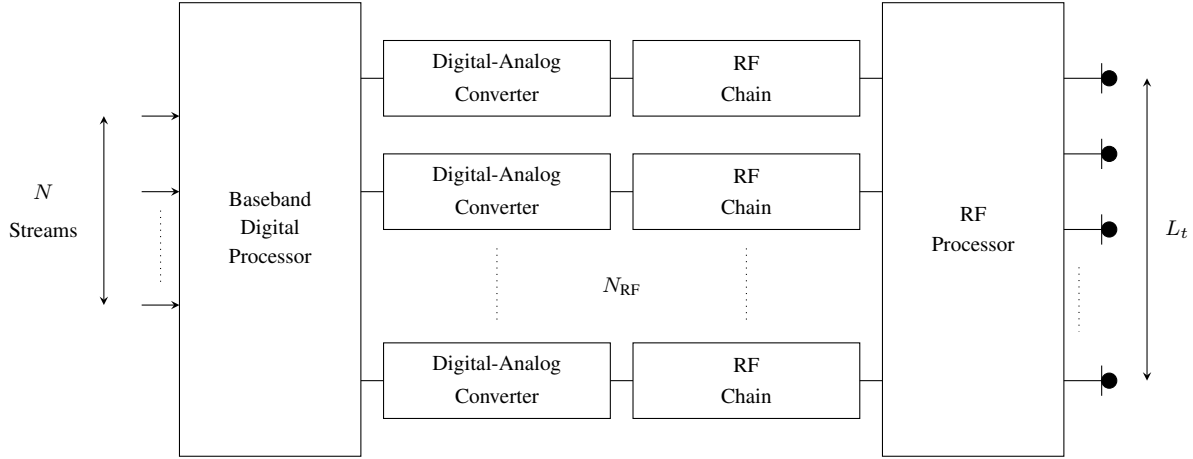 Digital-Analog
Converter
RF
Chain
N
Streams
Baseband
Digital
Processor
Digital-Analog
Converter
RF
Chain
RF
Processor
L_t
N_RF
Digital-Analog
Converter
RF
Chain